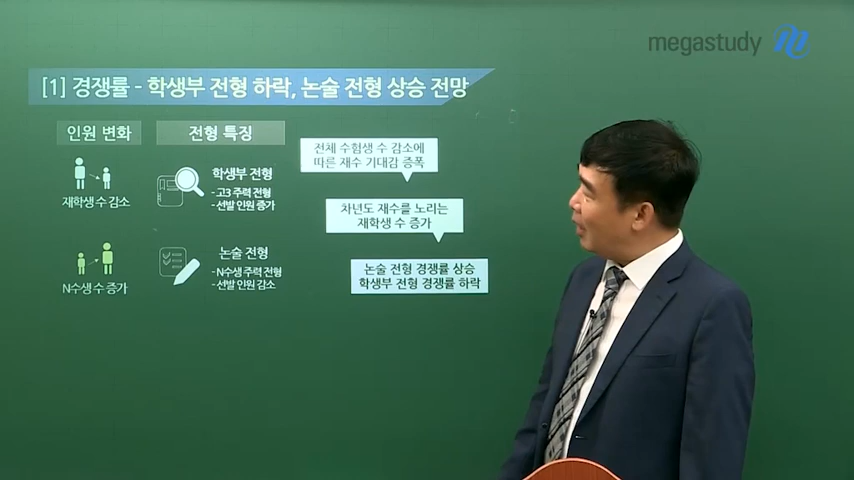 megastudy
[1] 경쟁률 - 학생부 전형 하락, 논술 전형 상승 전망
인원 변화
전형 특징
재학생 수 감소
학생부 전형
- 고3 주력 전형
- 선발 인원 증가
N수생 수 증가
논술 전형
- N수생 주력 전형
- 선발 인원 감소
전체 수험생 수 감소에
따른 재수 기대감 증폭
차년도 재수를 노리는
재학생 수 증가
논술 전형 경쟁률 상승
학생부 전형 경쟁률 하락